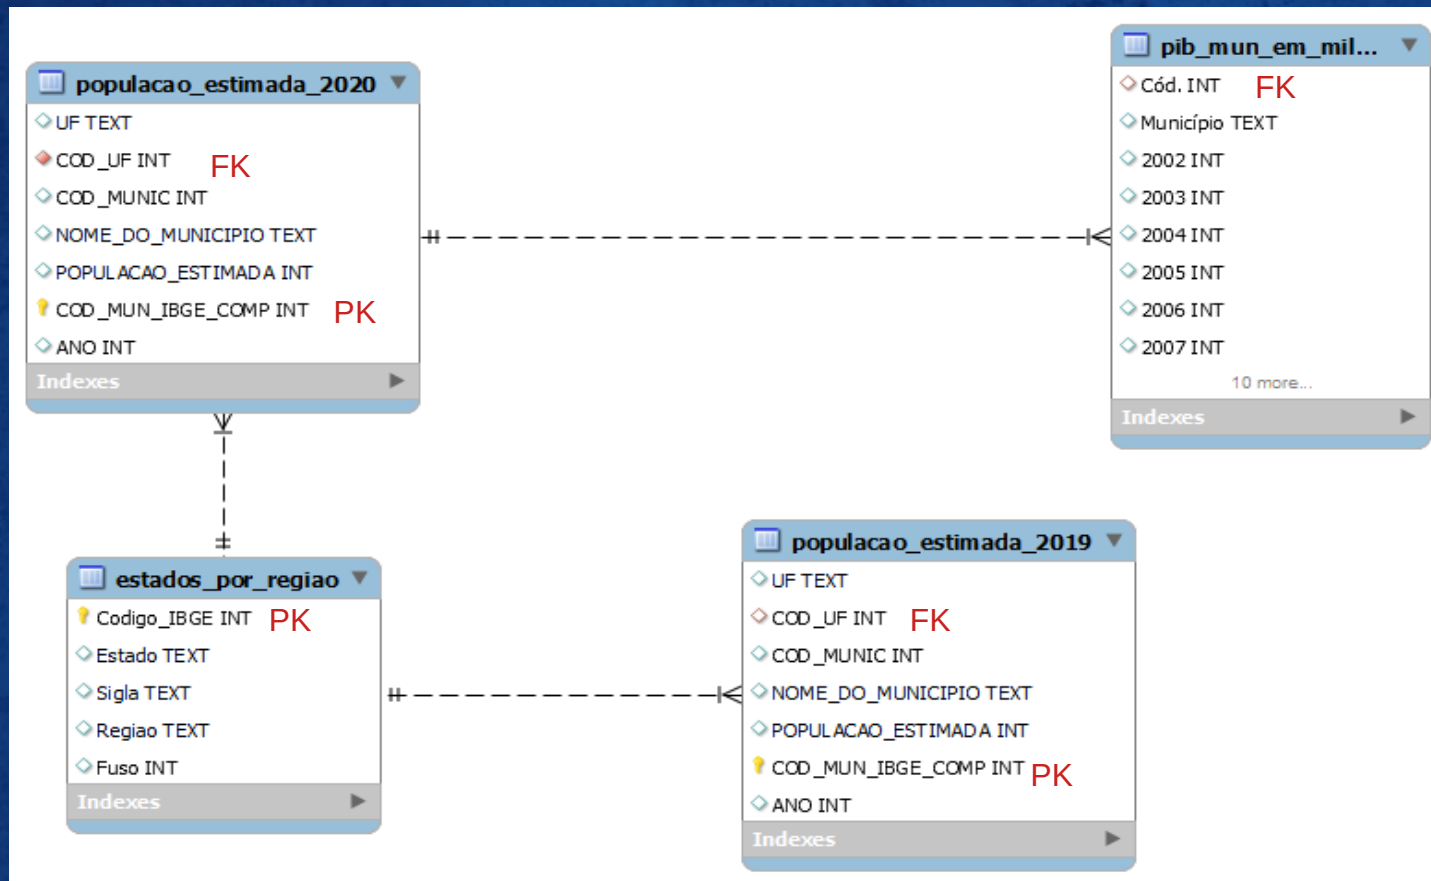 populacao_estimada_2020
UF TEXT
COD_UF INT FK
COD_MUNIC INT
NOME_DO_MUNICIPIO TEXT
POPULACAO_ESTIMADA INT
COD_MUN_IBGE_COMP INT PK
ANO INT
Indexes
pib_mun_em_mil...
Cód. INT FK
Município TEXT
2002 INT
2003 INT
2004 INT
2005 INT
2006 INT
2007 INT
10 more...
Indexes
estados_por_regiao
Codigo_IBGE INT PK
Estado TEXT
Sigla TEXT
Regiao TEXT
Fuso INT
Indexes
populacao_estimada_2019
UF TEXT
COD_UF INT FK
COD_MUNIC INT
NOME_DO_MUNICIPIO TEXT
POPULACAO_ESTIMADA INT
COD_MUN_IBGE_COMP INT PK
ANO INT
Indexes